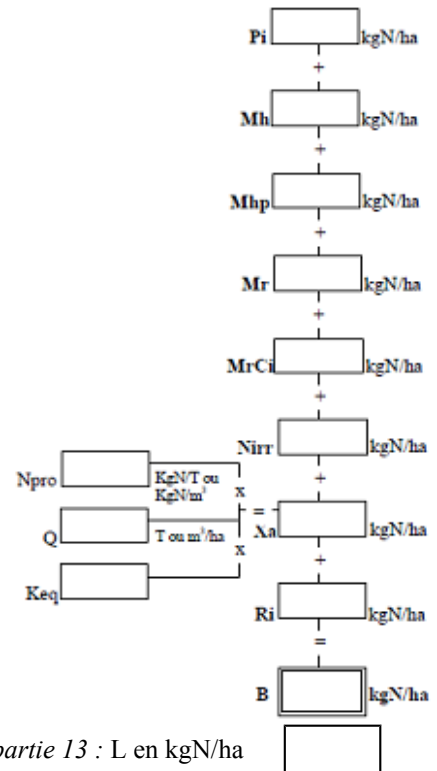 Pi kgN/ha
+
Mh kgN/ha
+
Mhp kgN/ha
+
Mr kgN/ha
+
MrCi kgN/ha
+
Nirr kgN/ha
Npro KgN/T ou
KgN/m³
x
+
Q T ou m³/ha
= Xa kgN/ha
x
+
Keq
Ri kgN/ha
=
B kgN/ha
partie 13 : L en kgN/ha